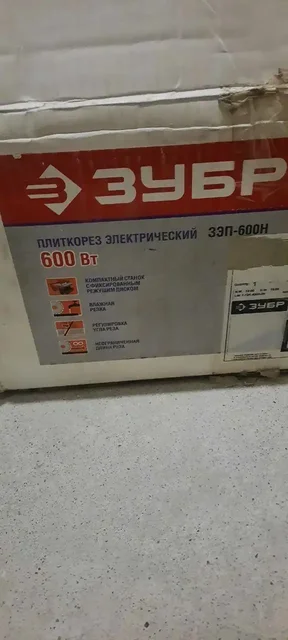 ЗУБР
ПЛИТКОРЕЗ ЭЛЕКТРИЧЕСКИЙ ЗЭП-600Н
600 Вт
КОМПАКТНЫЙ СТАНОК
С ФИКСИРОВАННЫМ
РЕЖУЩИМ ДИСКОМ
ВЛАЖНАЯ
РЕЗКА
РЕГУЛИРОВКА
УГЛА РЕЗА
НЕОГРАНИЧЕННАЯ
ДЛИНА РЕЗА
ЗУБР